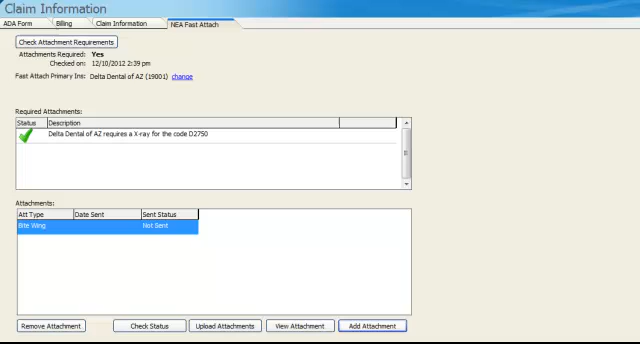 Claim Information
ADA Form Billing Claim Information NEA Fast Attach
Check Attachment Requirements
Attachments Required: Yes
Checked on: 12/10/2012 2:39 pm
Fast Attach Primary Ins: Delta Dental of AZ (19001) change
Required Attachments:
Status Description
Delta Dental of AZ requires a X-ray for the code D2750
Attachments:
Att Type Date Sent Sent Status
Bite Wing Not Sent
Remove Attachment Check Status Upload Attachments View Attachment Add Attachment